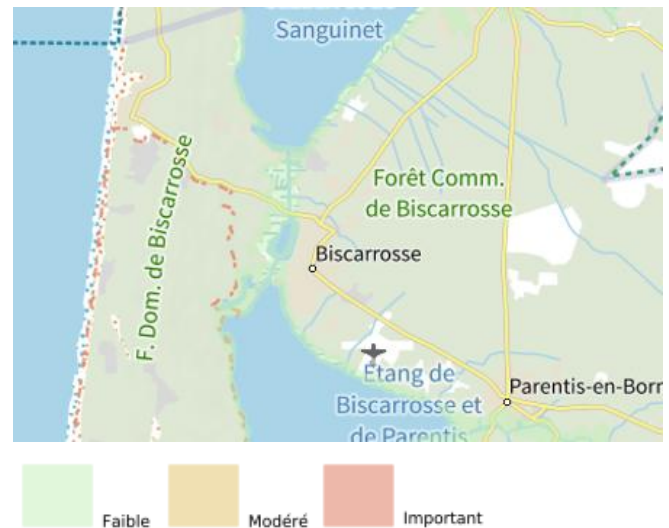 Sanguinet
F. Dom. de Biscarrosse
Forêt Comm.
de Biscarrosse
Biscarrosse
Étang de
Biscarrosse et
de Parentis
Parentis-en-Born
Faible
Modéré
Important